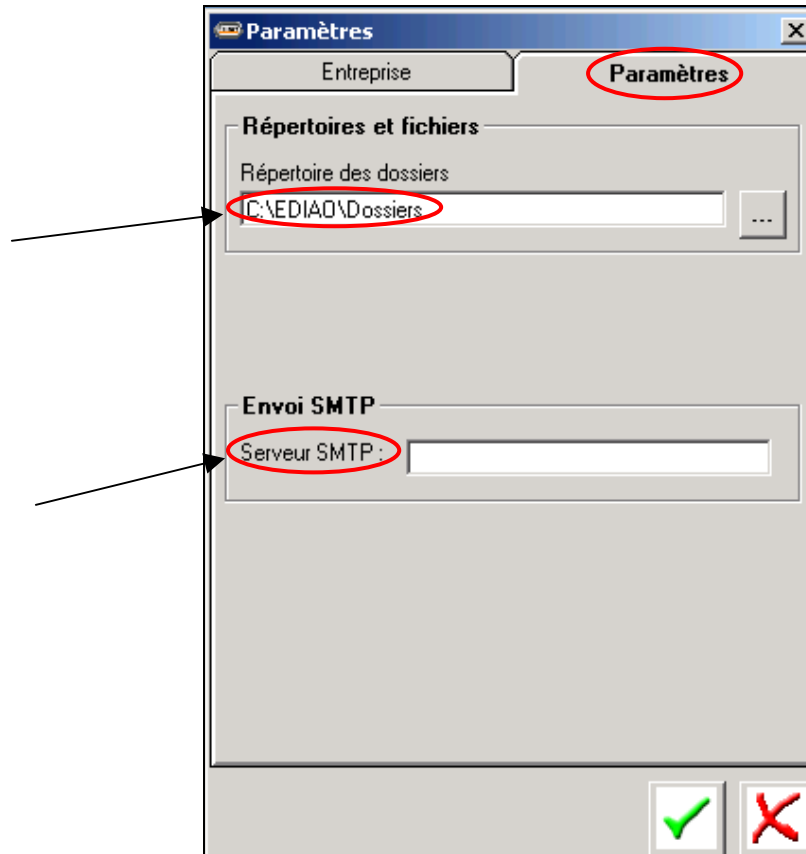 Paramètres
Entreprise
Paramètres
Répertoires et fichiers
Répertoire des dossiers
C:\EDIAO\Dossiers
...
Envoi SMTP
Serveur SMTP :